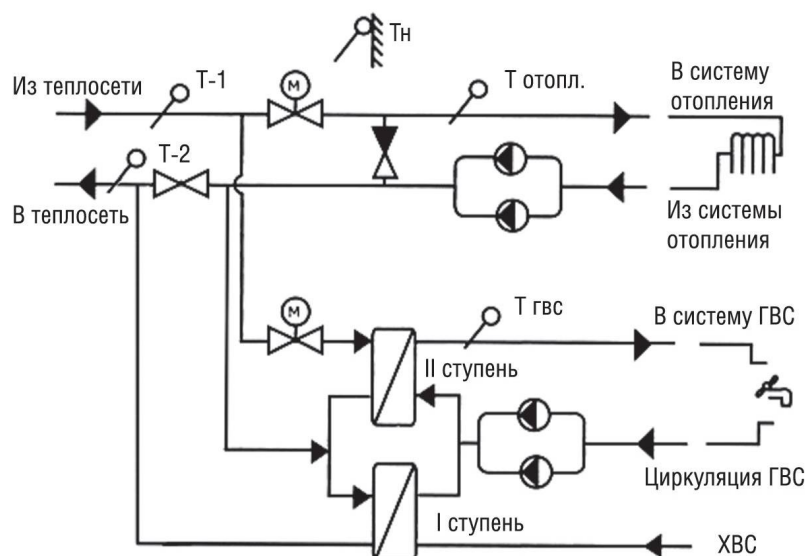 Tн
Из теплосети
T-1
М
Т отопл.
В систему
отопления
T-2
В теплосеть
Из системы
отопления
М
Т гвс
В систему ГВС
II ступень
Циркуляция ГВС
I ступень
ХВС